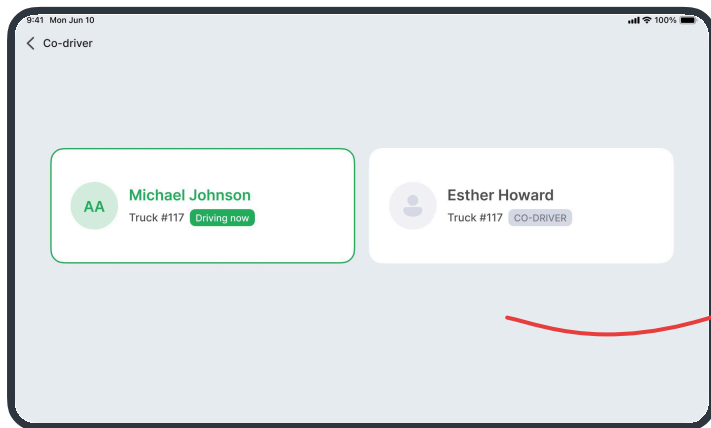 9:41 Mon Jun 10
100%
Co-driver
AA
Michael Johnson
Truck #117 Driving now
Esther Howard
Truck #117 CO-DRIVER